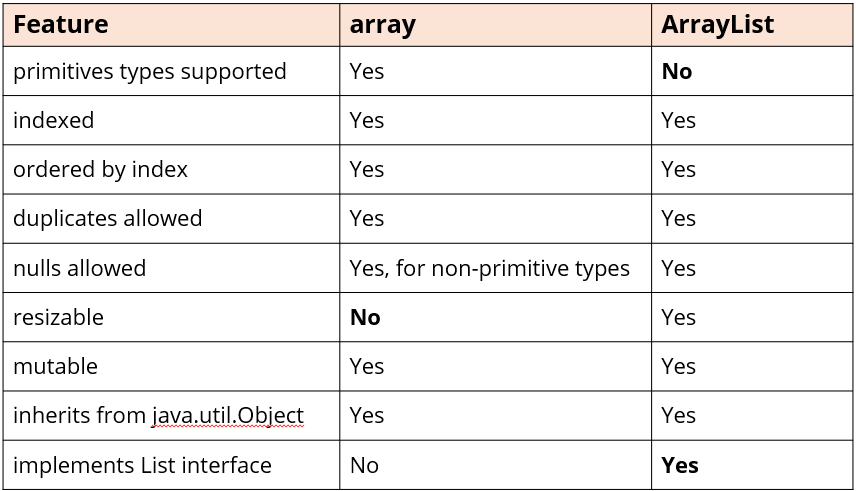 Feature array ArrayList
primitives types supported Yes No
indexed Yes Yes
ordered by index Yes Yes
duplicates allowed Yes Yes
nulls allowed Yes, for non-primitive types Yes
resizable No Yes
mutable Yes Yes
inherits from java.util.Object Yes Yes
implements List interface No Yes